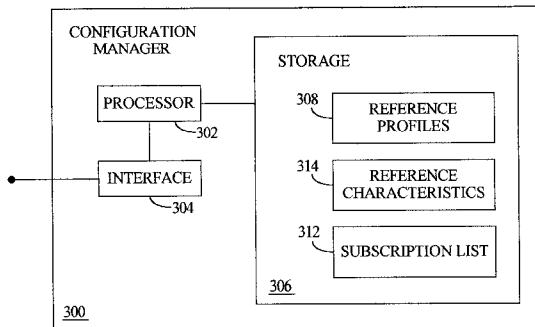 CONFIGURATION
MANAGER
STORAGE
PROCESSOR
302
308
REFERENCE
PROFILES
INTERFACE
304
314
REFERENCE
CHARACTERISTICS
312
SUBSCRIPTION LIST
300
306